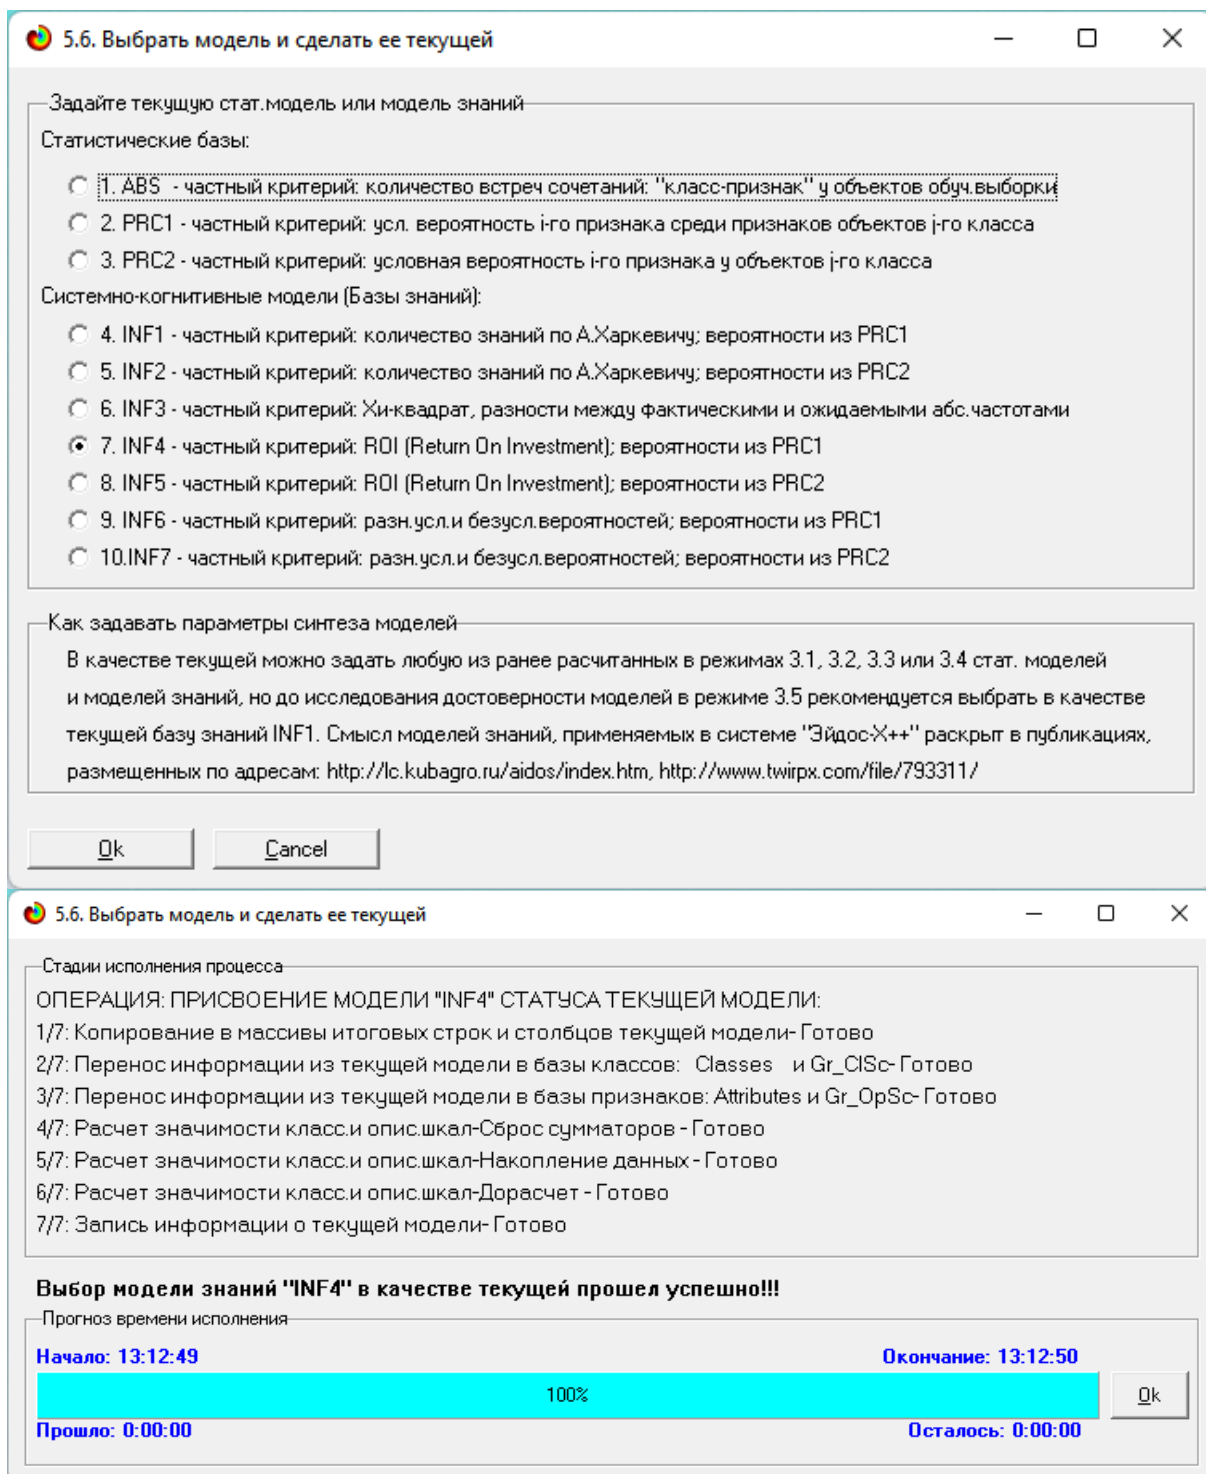 5.6. Выбрать модель и сделать ее текущей
Задайте текущую стат.модель или модель знаний
Статистические базы:
1. ABS - частный критерий: количество встреч сочетаний: "класс-признак" у объектов обуч.выборки
2. PRC1 - частный критерий: усл. вероятность i-го признака среди признаков объектов j-го класса
3. PRC2 - частный критерий: условная вероятность i-го признака у объектов j-го класса
Системно-когнитивные модели (Базы знаний):
4. INF1 - частный критерий: количество знаний по А.Харкевичу; вероятности из PRC1
5. INF2 - частный критерий: количество знаний по А.Харкевичу; вероятности из PRC2
6. INF3 - частный критерий: Хи-квадрат, разности между фактическими и ожидаемыми абс.частотами
7. INF4 - частный критерий: ROI (Return On Investment); вероятности из PRC1
8. INF5 - частный критерий: ROI (Return On Investment); вероятности из PRC2
9. INF6 - частный критерий: разн.усл.и безусл.вероятностей; вероятности из PRC1
10.INF7 - частный критерий: разн.усл.и безусл.вероятностей; вероятности из PRC2
Как задавать параметры синтеза моделей
В качестве текущей можно задать любую из ранее расчитанных в режимах 3.1, 3.2, 3.3 или 3.4 стат. моделей
и моделей знаний, но до исследования достоверности моделей в режиме 3.5 рекомендуется выбрать в качестве
текущей базу знаний INF1. Смысл моделей знаний, применяемых в системе "Эйдос-X++" раскрыт в публикациях,
размещенных по адресам: http://lc.kubagro.ru/aidos/index.htm, http://www.twirpx.com/file/793311/
Ok Cancel
5.6. Выбрать модель и сделать ее текущей
Стадии исполнения процесса
ОПЕРАЦИЯ: ПРИСВОЕНИЕ МОДЕЛИ "INF4" СТАТУСА ТЕКУЩЕЙ МОДЕЛИ:
1/7: Копирование в массивы итоговых строк и столбцов текущей модели- Готово
2/7: Перенос информации из текущей модели в базы классов: Classes и Gr_ClSc- Готово
3/7: Перенос информации из текущей модели в базы признаков: Attributes и Gr_OpSc- Готово
4/7: Расчет значимости класс.и опис.шкал-Сброс сумматоров - Готово
5/7: Расчет значимости класс.и опис.шкал-Накопление данных - Готово
6/7: Расчет значимости класс.и опис.шкал-Дорасчет - Готово
7/7: Запись информации о текущей модели- Готово
Выбор модели знаний "INF4" в качестве текущей прошел успешно!!!
Прогноз времени исполнения
Начало: 13:12:49 Окончание: 13:12:50
100% Ok
Прошло: 0:00:00 Осталось: 0:00:00